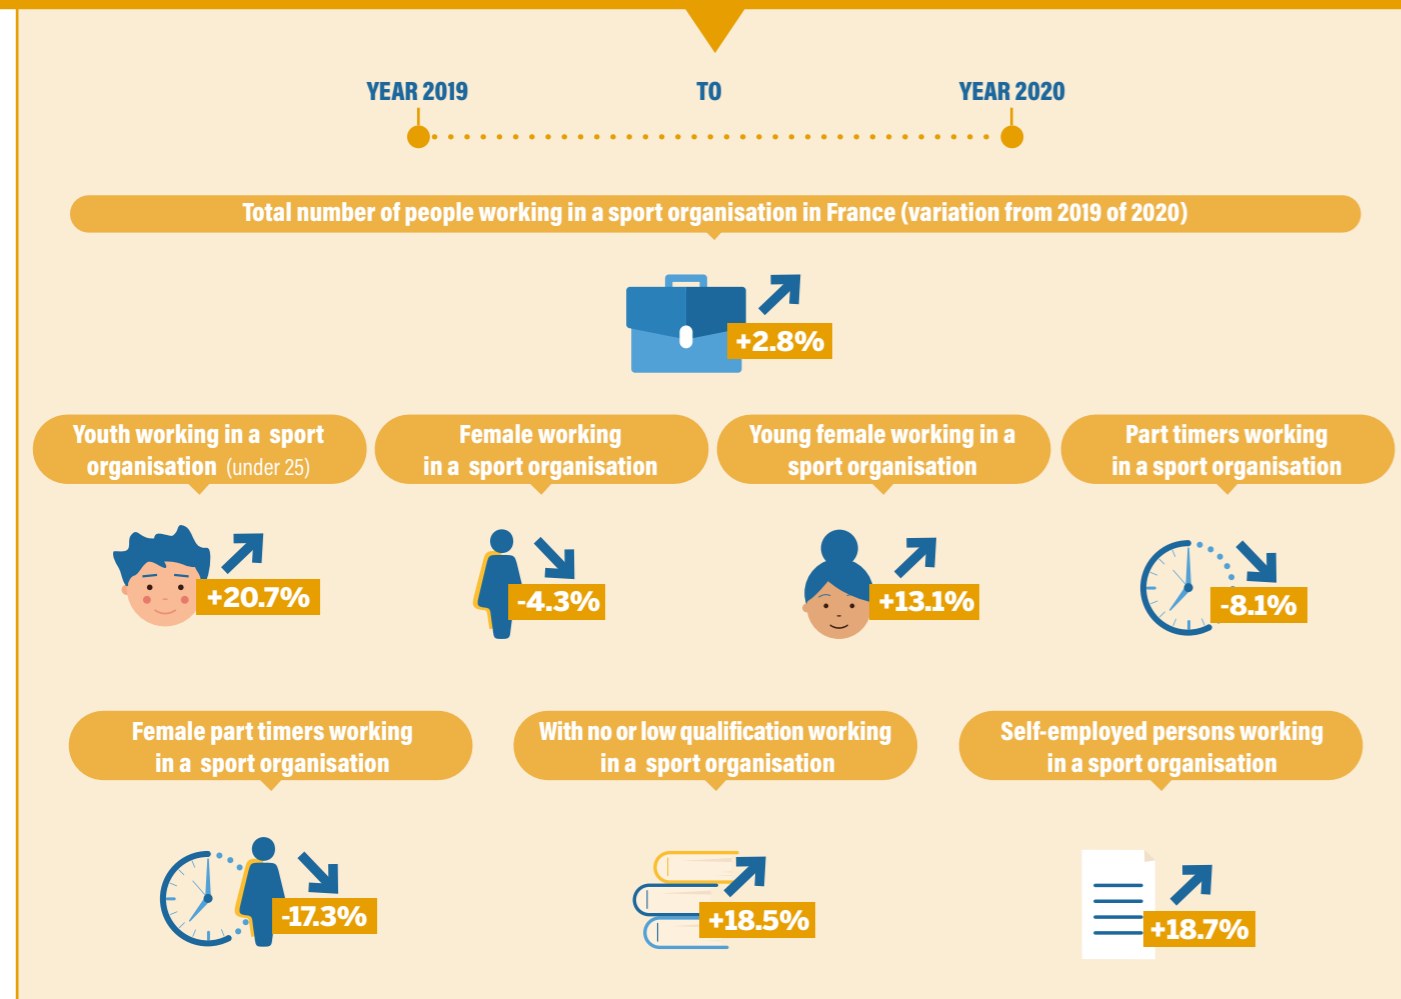 YEAR 2019 TO YEAR 2020
Total number of people working in a sport organisation in France (variation from 2019 of 2020)
+2.8%
Youth working in a sport
organisation (under 25)
+20.7%
Female working
in a sport organisation
-4.3%
Young female working in a
sport organisation
+13.1%
Part timers working
in a sport organisation
-8.1%
Female part timers working
in a sport organisation
-17.3%
With no or low qualification working
in a sport organisation
+18.5%
Self-employed persons working
in a sport organisation
+18.7%